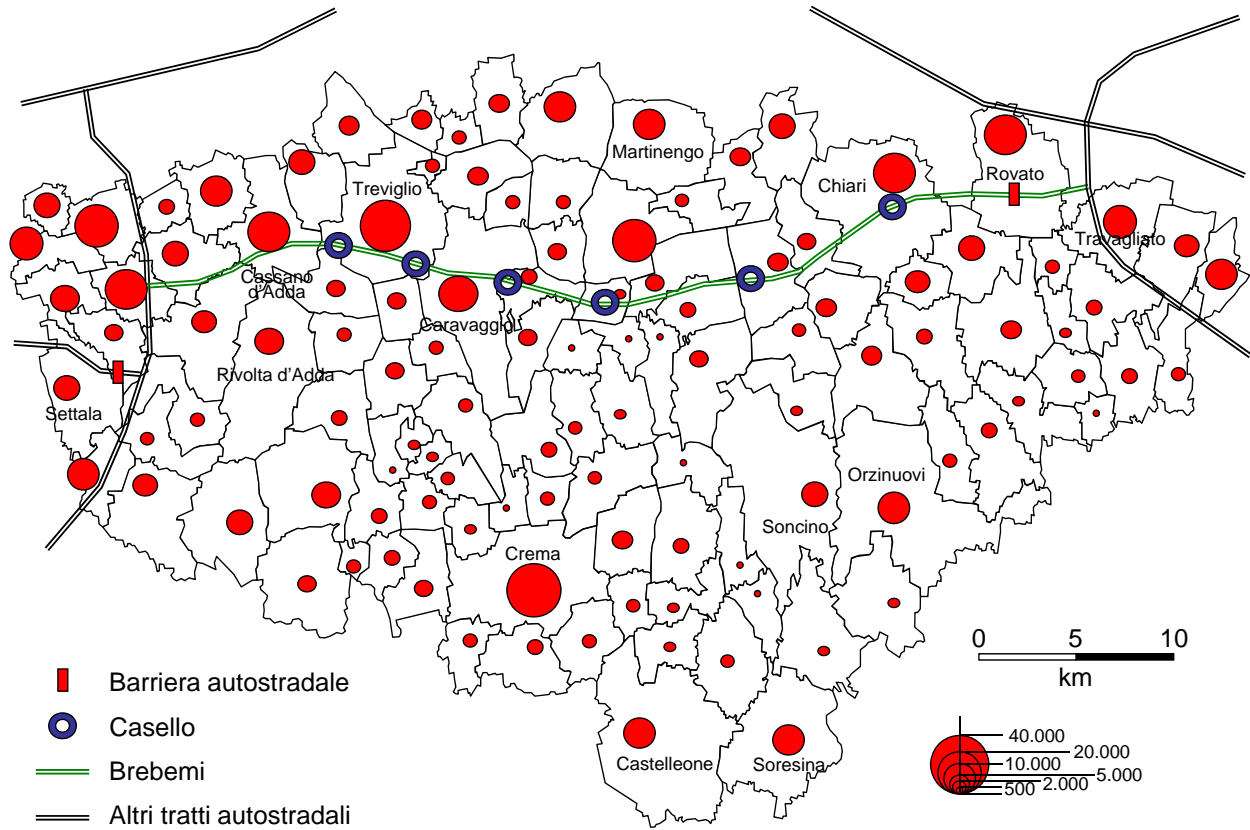 Martinengo
Rovato
Chiari
Treviglio
Travagliato
Cassano
d'Adda
Caravaggio
Rivolta d'Adda
Settala
Orzinuovi
Soncino
Crema
0 5 10
km
Barriera autostradale
Casello
Brebemi
Altri tratti autostradali
Castelleone
Soresina
40.000
20.000
10.000
5.000
2.000
500